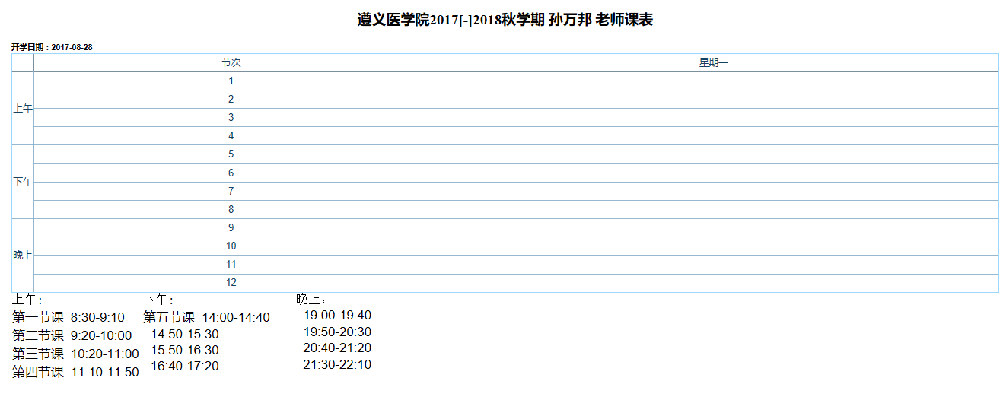 遵义医学院2017[-]2018秋学期 孙万邦 老师课表
开学日期：2017-08-28
节次 星期一
上午
1
2
3
4
下午
5
6
7
8
晚上
9
10
11
12
上午： 下午： 晚上：
第一节课 8:30-9:10 第五节课 14:00-14:40 19:00-19:40
第二节课 9:20-10:00 14:50-15:30 19:50-20:30
第三节课 10:20-11:00 15:50-16:30 20:40-21:20
第四节课 11:10-11:50 16:40-17:20 21:30-22:10